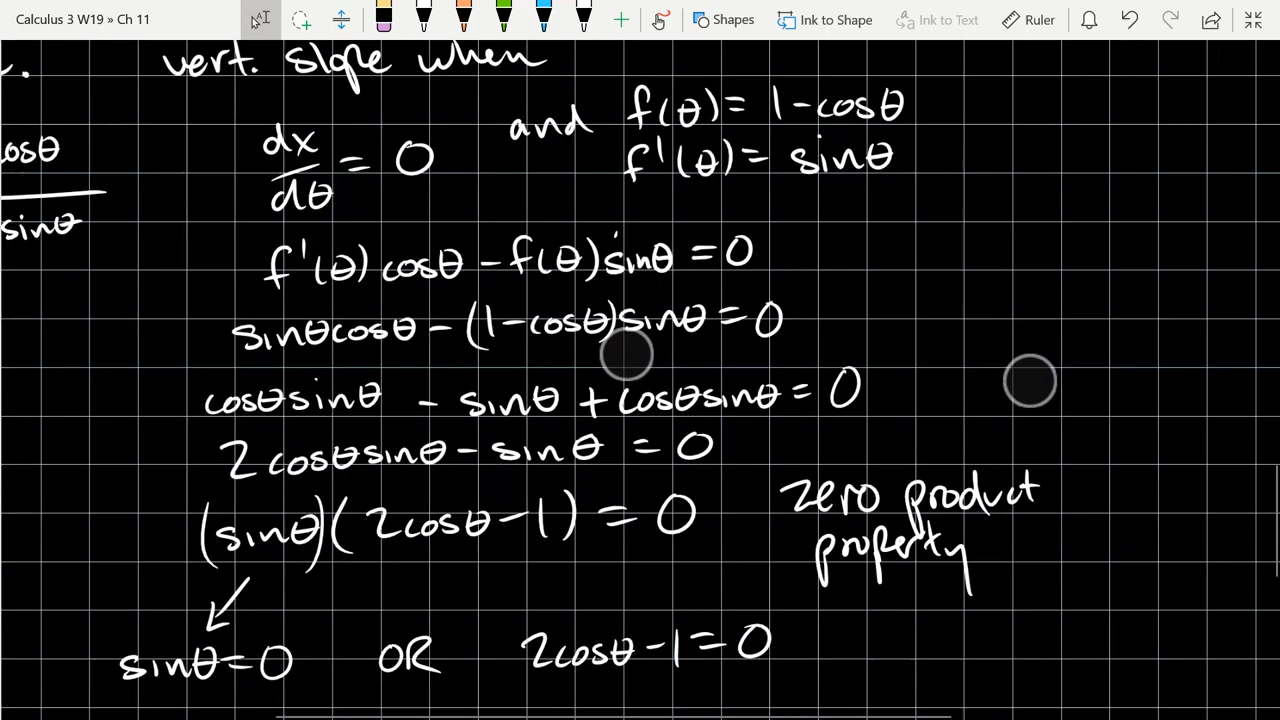 Calculus 3 W19 » Ch 11
Shapes
Ink to Shape
Ink to Text
Ruler
c. vert. slope when
dx/dθ = 0 and f(θ) = 1 - cosθ
f'(θ) = sinθ
cosθ
sinθ
f'(θ) cosθ - f(θ) sinθ = 0
sinθcosθ - (1 - cosθ)sinθ = 0
cosθsinθ - sinθ + cosθsinθ = 0
2cosθsinθ - sinθ = 0
(sinθ)(2cosθ - 1) = 0
zero product
property
sinθ = 0 OR 2cosθ - 1 = 0